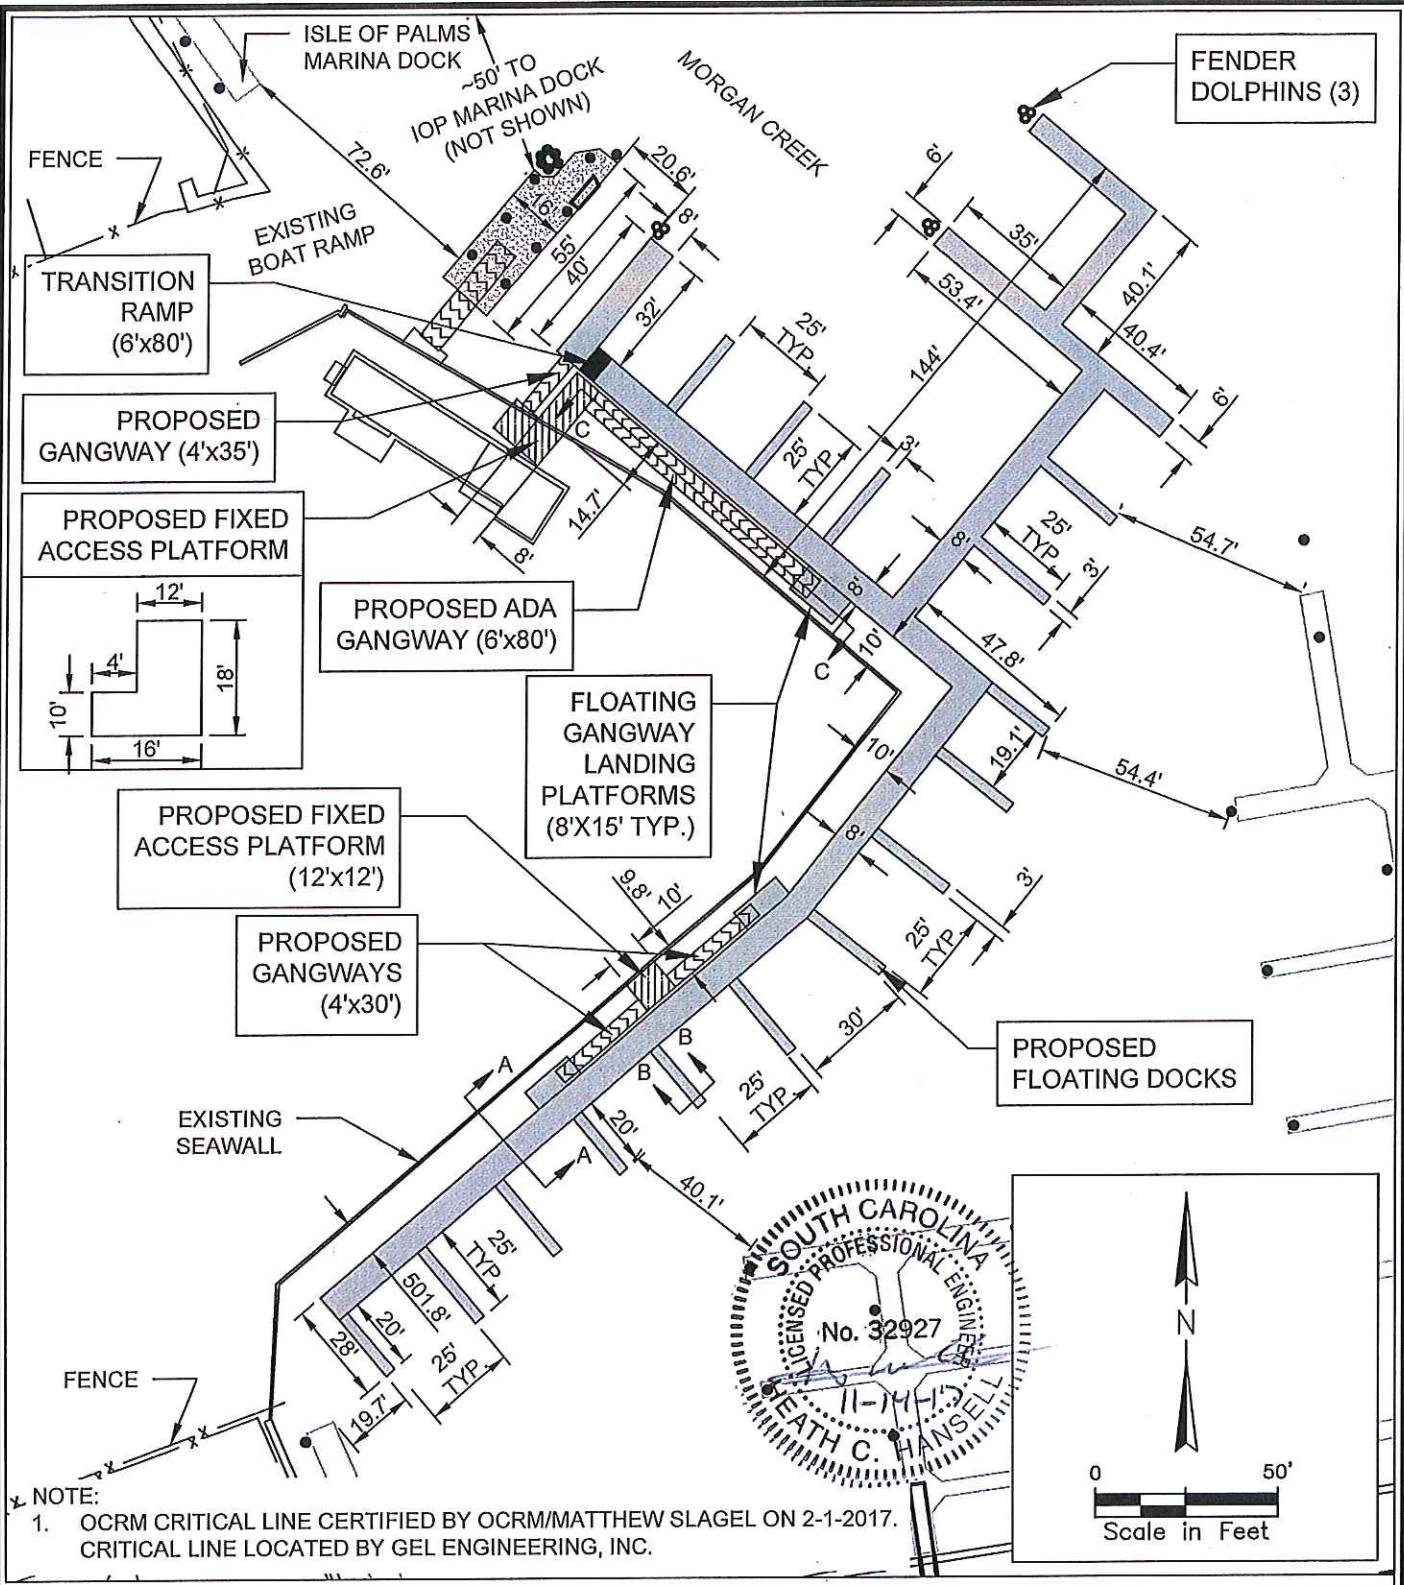 ISLE OF PALMS
MARINA DOCK
~50' TO
IOP MARINA DOCK
(NOT SHOWN)
MORGAN CREEK
FENDER
DOLPHINS (3)
FENCE
72.6'
EXISTING
BOAT RAMP
20.6'
8'
16'
55'
40'
32'
6'
35'
53.4'
40.1'
40.4'
6'
144'
TRANSITION
RAMP
(6'x80')
PROPOSED
GANGWAY (4'x35')
PROPOSED FIXED
ACCESS PLATFORM
12'
4'
18'
10'
16'
25'
TYP.
25'
TYP.
3'
C
14.7'
8'
PROPOSED ADA
GANGWAY (6'x80')
8'
10'
C
8'
25'
TYP.
3'
54.7'
47.8'
19.1'
54.4'
FLOATING
GANGWAY
LANDING
PLATFORMS
(8'X15' TYP.)
10'
8'
PROPOSED FIXED
ACCESS PLATFORM
(12'x12')
9.8'
10'
3'
25'
TYP.
30'
25'
TYP.
PROPOSED
GANGWAYS
(4'x30')
PROPOSED
FLOATING DOCKS
A
B
B
A
EXISTING
SEAWALL
20'
40.1'
25'
TYP.
501.8'
20'
28'
25'
TYP.
19.7'
FENCE
SOUTH CAROLINA
LICENSED PROFESSIONAL ENGINEER
No. 32927
11-14-17
HEATH C. HANSELL
N
0 50'
Scale in Feet
NOTE:
1. OCRM CRITICAL LINE CERTIFIED BY OCRM/MATTHEW SLAGEL ON 2-1-2017.
CRITICAL LINE LOCATED BY GEL ENGINEERING, INC.